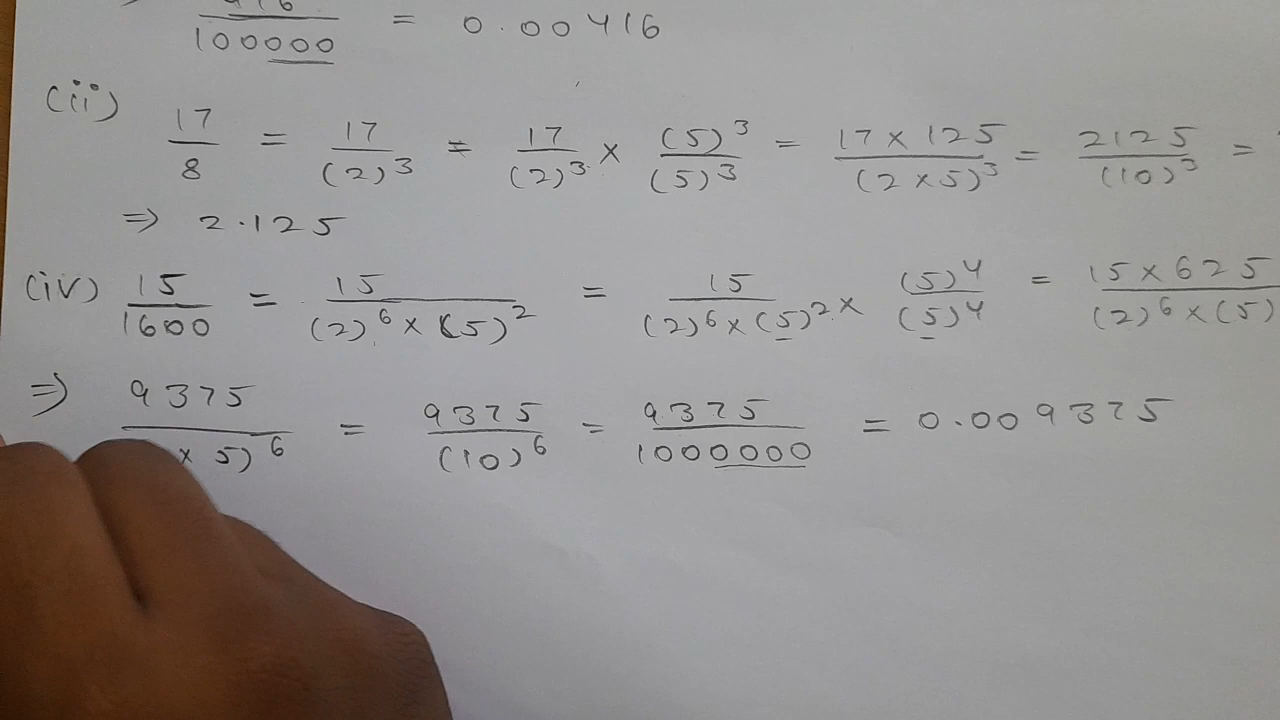 416/100000 = 0.00416
(ii) 17/8 = 17/(2)³ = 17/(2)³ × (5)³/(5)³ = 17 × 125/(2 × 5)³ = 2125/(10)³ =
⇒ 2.125
(iv) 15/1600 = 15/(2)⁶ × (5)² = 15/(2)⁶ × (5)² × (5)⁴/(5)⁴ = 15 × 625/(2)⁶ × (5)
⇒ 9375/× 5)⁶ = 9375/(10)⁶ = 9375/1000000 = 0.009375